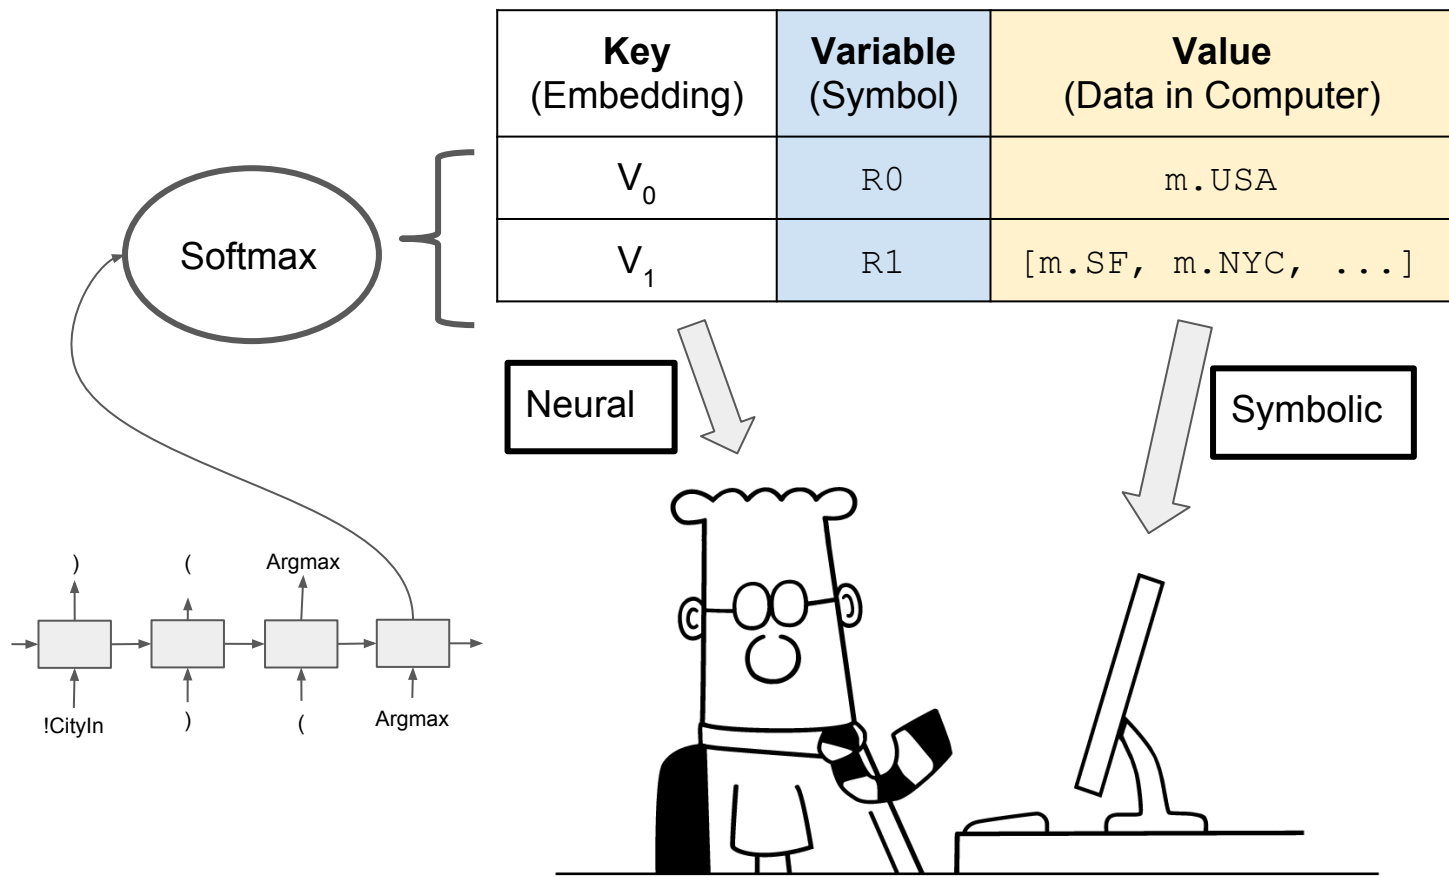 Key Variable Value
(Embedding) (Symbol) (Data in Computer)
V0 R0 m.USA
V1 R1 [m.SF, m.NYC, ...]
Softmax
Neural
Symbolic
) ( Argmax
!CityIn ) ( Argmax